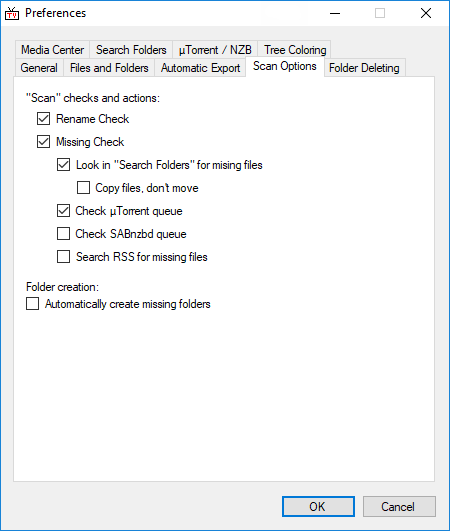 Preferences
Media Center
Search Folders
µTorrent / NZB
Tree Coloring
General
Files and Folders
Automatic Export
Scan Options
Folder Deleting
"Scan" checks and actions:
Rename Check
Missing Check
Look in "Search Folders" for mising files
Copy files, don't move
Check µTorrent queue
Check SABnzbd queue
Search RSS for missing files
Folder creation:
Automatically create missing folders
OK
Cancel